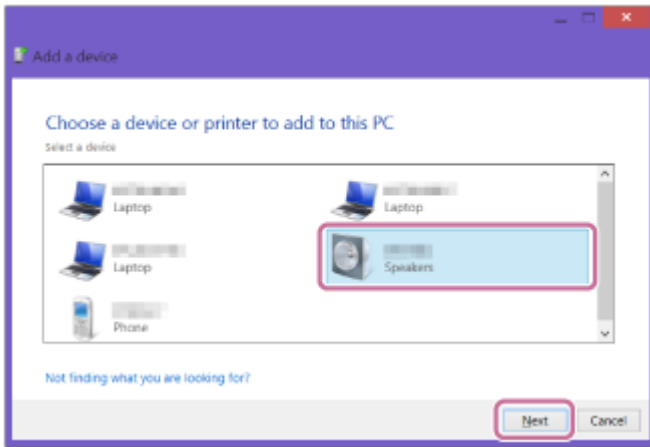 Add a device
Choose a device or printer to add to this PC
Select a device
Laptop
Laptop
Laptop
Speakers
Phone
Not finding what you are looking for?
Next
Cancel